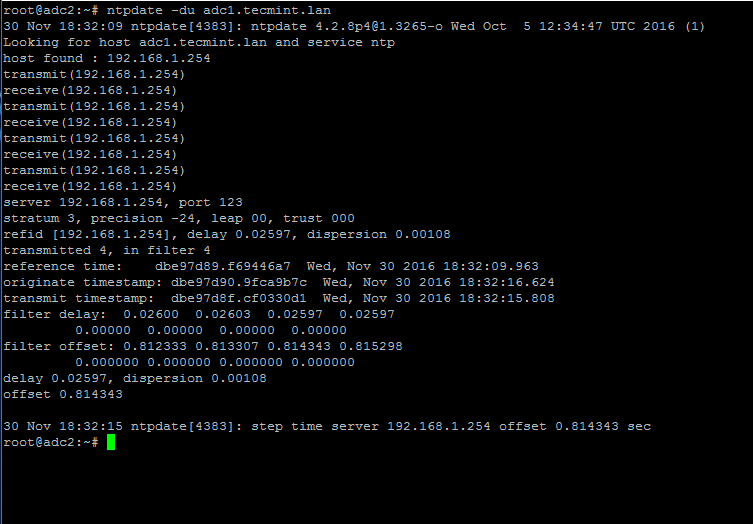 root@adc2:~# ntpdate -du adc1.tecmint.lan
30 Nov 18:32:09 ntpdate[4383]: ntpdate 4.2.8p4@1.3265-o Wed Oct  5 12:34:47 UTC 2016 (1)
Looking for host adc1.tecmint.lan and service ntp
host found : 192.168.1.254
transmit(192.168.1.254)
receive(192.168.1.254)
transmit(192.168.1.254)
receive(192.168.1.254)
transmit(192.168.1.254)
receive(192.168.1.254)
transmit(192.168.1.254)
receive(192.168.1.254)
server 192.168.1.254, port 123
stratum 3, precision -24, leap 00, trust 000
refid [192.168.1.254], delay 0.02597, dispersion 0.00108
transmitted 4, in filter 4
reference time:    dbe97d89.f69446a7  Wed, Nov 30 2016 18:32:09.963
originate timestamp: dbe97d90.9fca9b7c  Wed, Nov 30 2016 18:32:16.624
transmit timestamp:  dbe97d8f.cf0330d1  Wed, Nov 30 2016 18:32:15.808
filter delay:  0.02600  0.02603  0.02597  0.02597
         0.00000  0.00000  0.00000  0.00000
filter offset: 0.812333 0.813307 0.814343 0.815298
         0.000000 0.000000 0.000000 0.000000
delay 0.02597, dispersion 0.00108
offset 0.814343
30 Nov 18:32:15 ntpdate[4383]: step time server 192.168.1.254 offset 0.814343 sec
root@adc2:~#